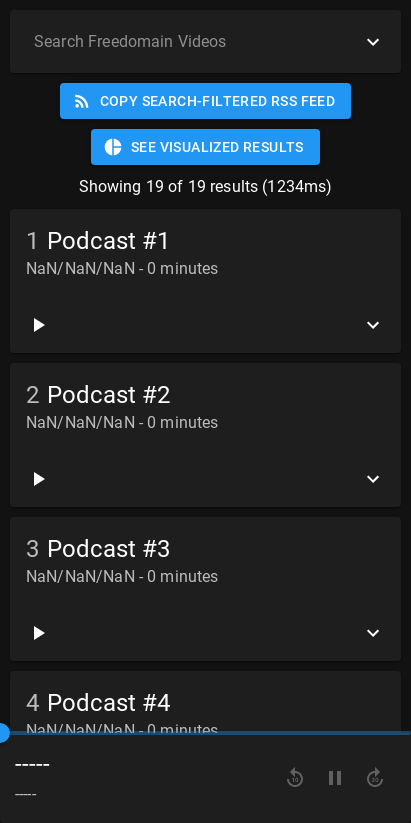 Search Freedomain Videos
COPY SEARCH-FILTERED RSS FEED
SEE VISUALIZED RESULTS
Showing 19 of 19 results (1234ms)
1 Podcast #1
NaN/NaN/NaN - 0 minutes
2 Podcast #2
NaN/NaN/NaN - 0 minutes
3 Podcast #3
NaN/NaN/NaN - 0 minutes
4 Podcast #4
NaN/NaN/NaN - 0 minutes
-----
-----
10 30